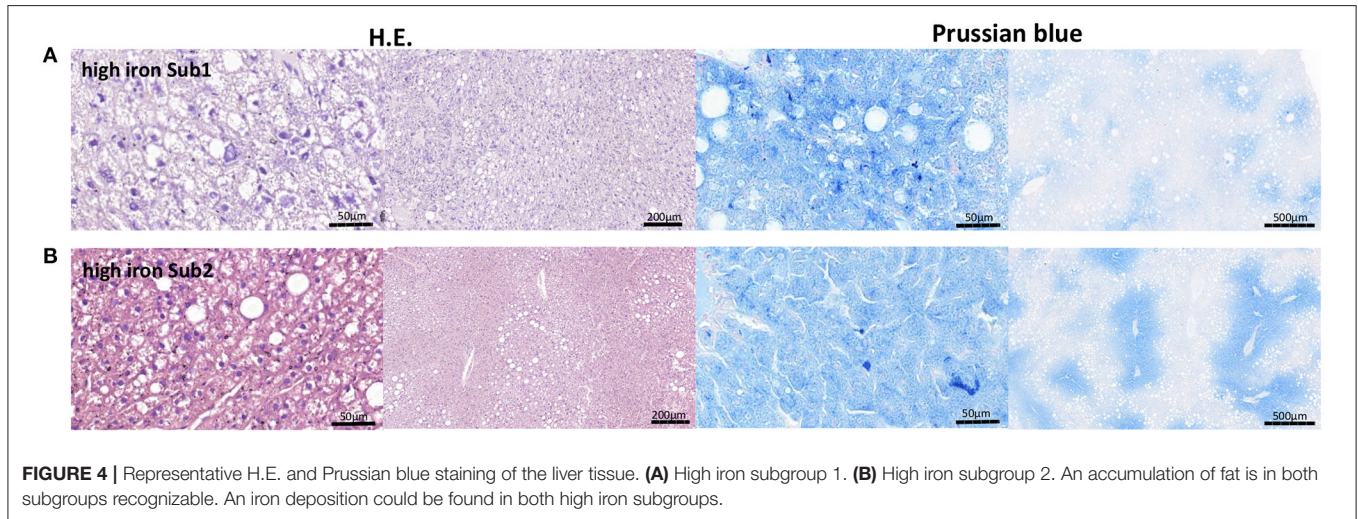 H.E.
Prussian blue
A
high iron Sub1
50µm
200µm
50µm
500µm
B
high iron Sub2
50µm
200µm
50µm
500µm
FIGURE 4 | Representative H.E. and Prussian blue staining of the liver tissue. (A) High iron subgroup 1. (B) High iron subgroup 2. An accumulation of fat is in both
subgroups recognizable. An iron deposition could be found in both high iron subgroups.